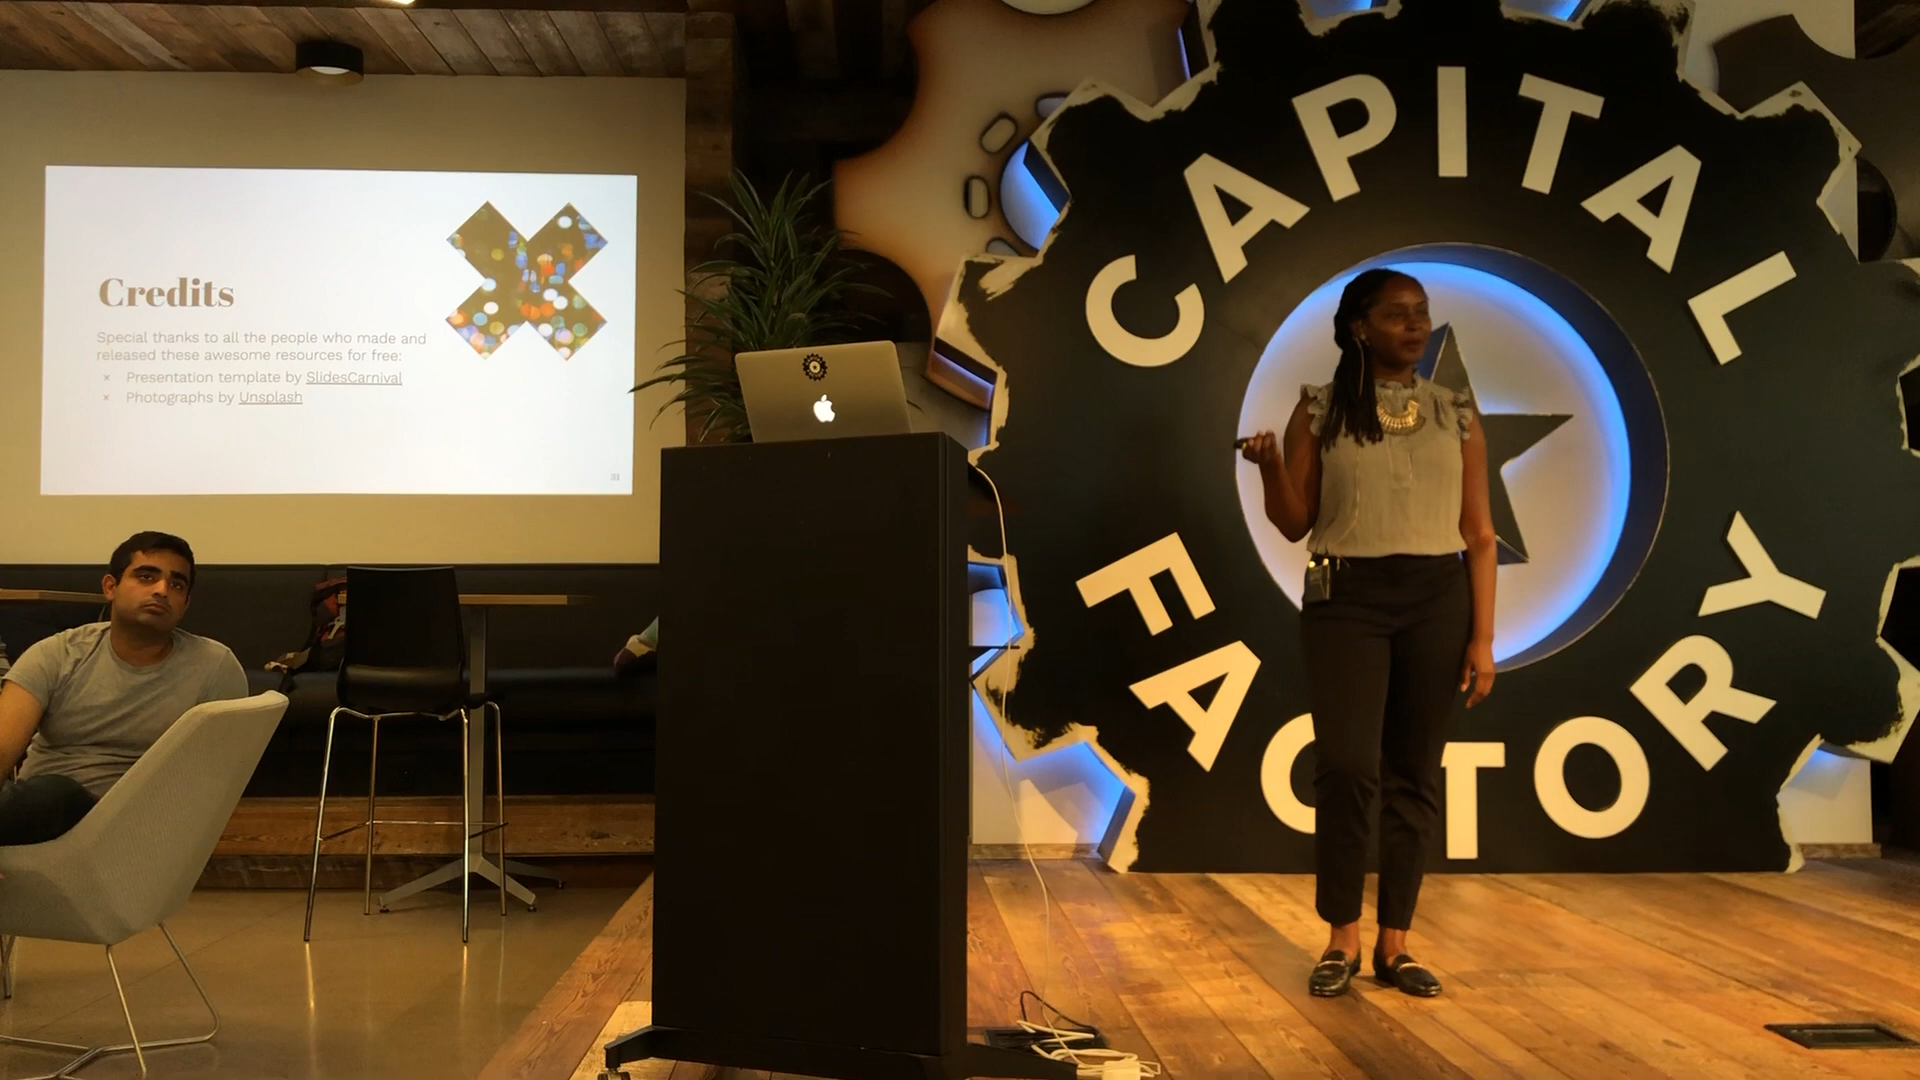 Credits
Special thanks to all the people who made and
released these awesome resources for free:
× Presentation template by SlidesCarnival
× Photographs by Unsplash
CAPITAL
FACTORY